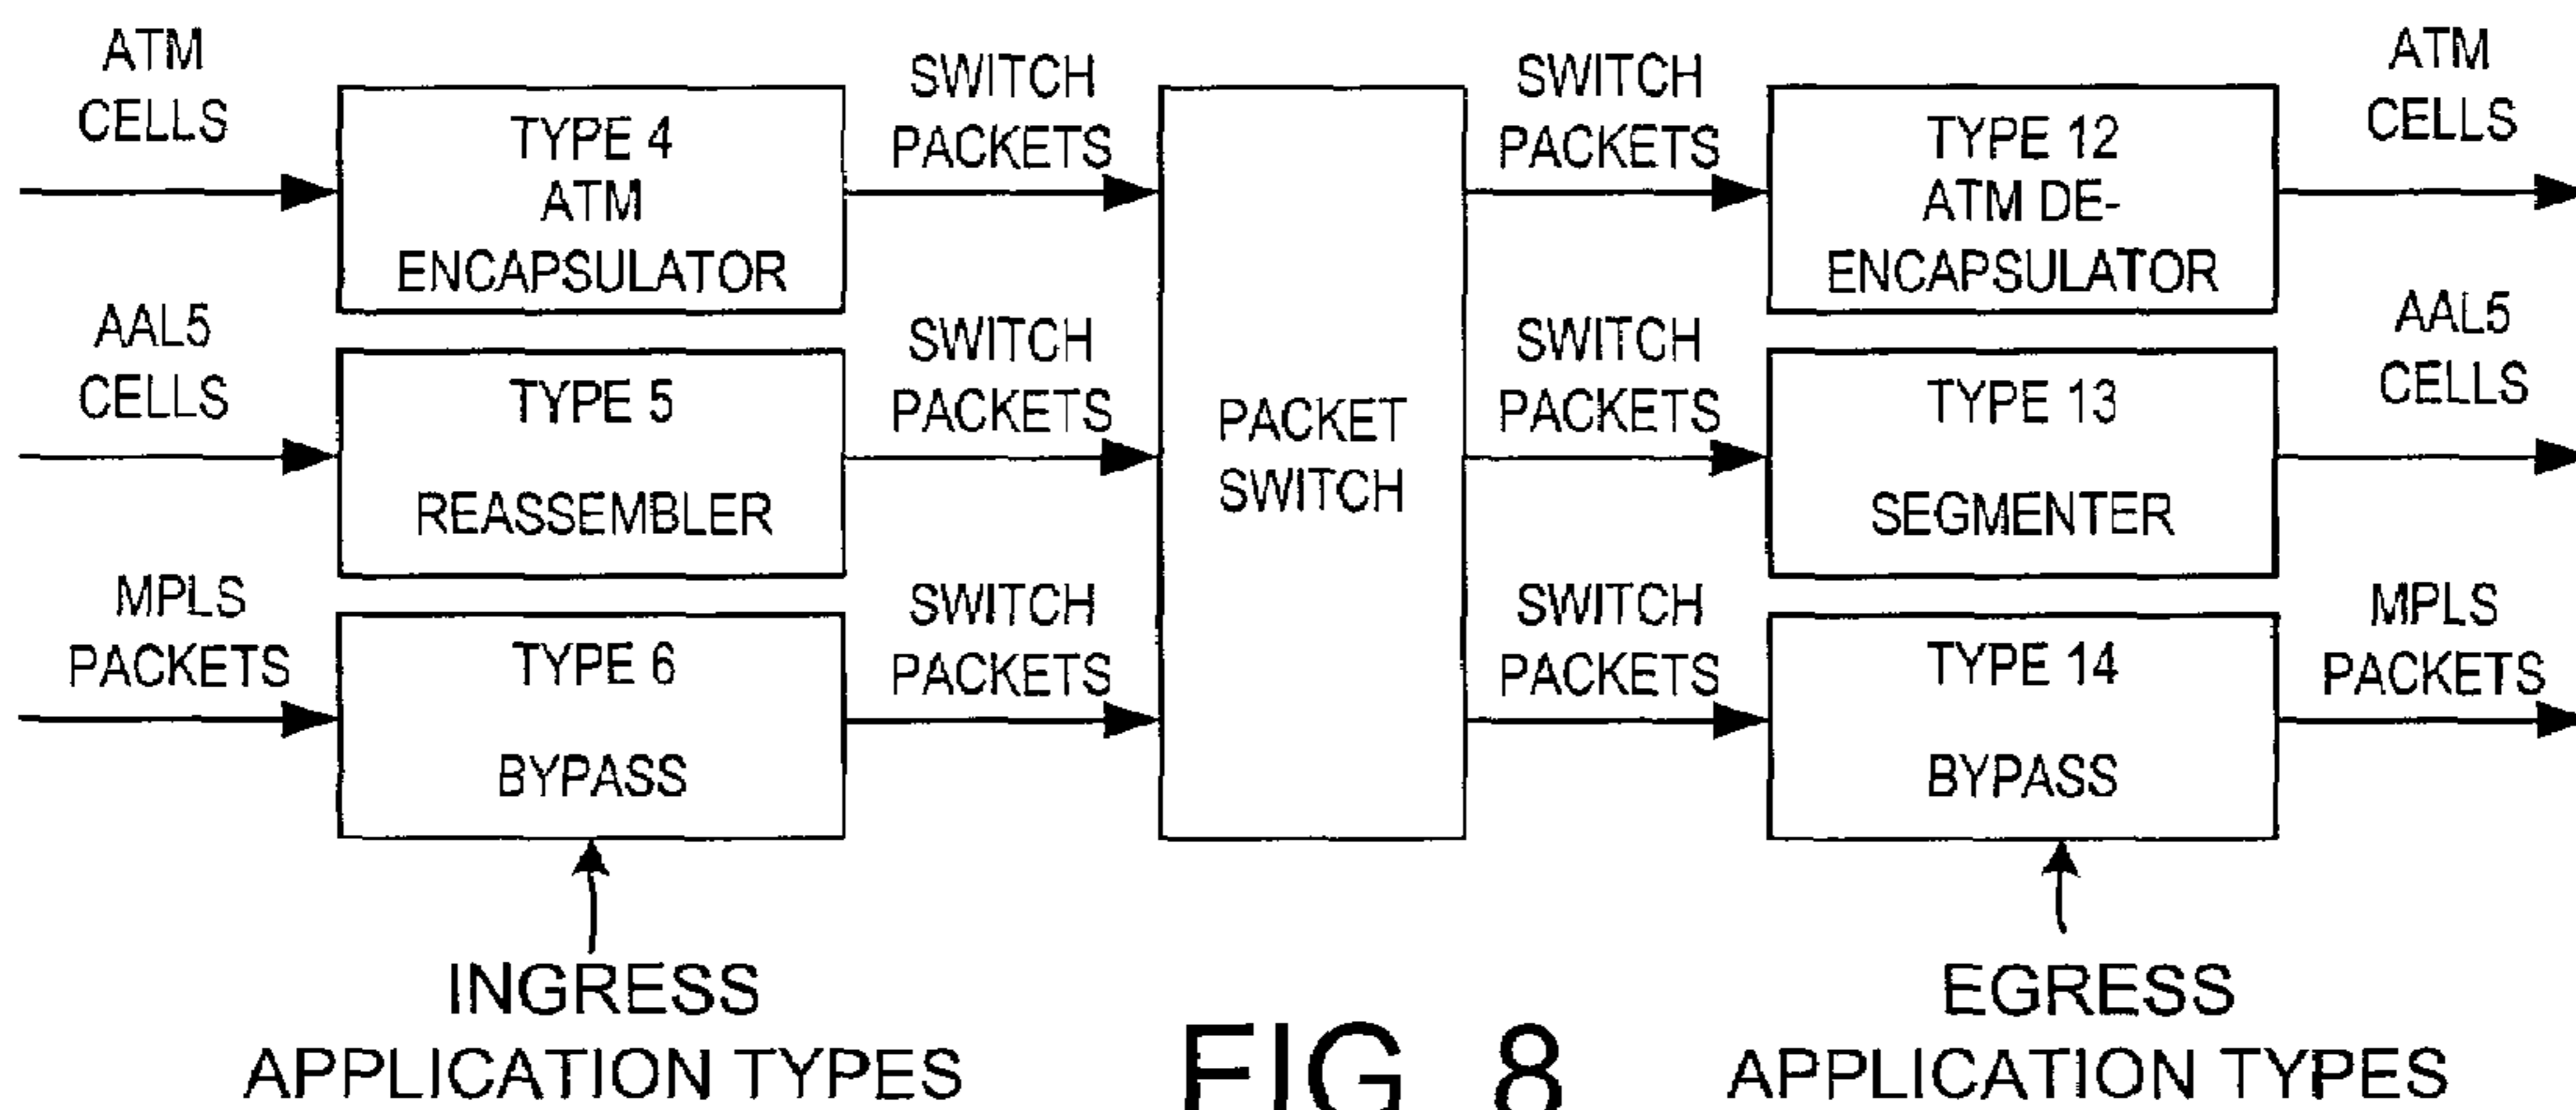 ATM
CELLS
TYPE 4
ATM
ENCAPSULATOR
SWITCH
PACKETS
SWITCH
PACKETS
TYPE 12
ATM DE-
ENCAPSULATOR
ATM
CELLS
AAL5
CELLS
TYPE 5
REASSEMBLER
SWITCH
PACKETS
PACKET
SWITCH
SWITCH
PACKETS
TYPE 13
SEGMENTER
AAL5
CELLS
MPLS
PACKETS
TYPE 6
BYPASS
SWITCH
PACKETS
SWITCH
PACKETS
TYPE 14
BYPASS
MPLS
PACKETS
INGRESS
APPLICATION TYPES
FIG 8
EGRESS
APPLICATION TYPES